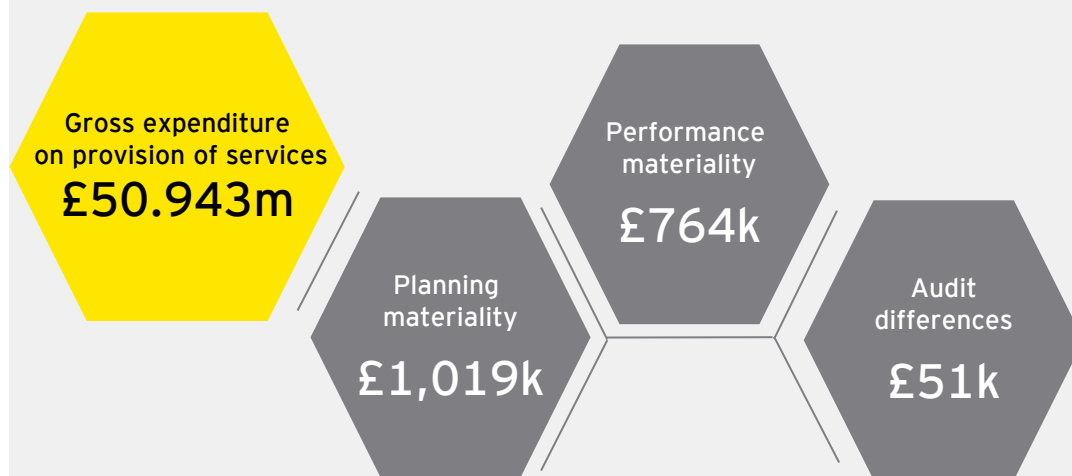 Gross expenditure
on provision of services
£50.943m
Planning
materiality
£1,019k
Performance
materiality
£764k
Audit
differences
£51k